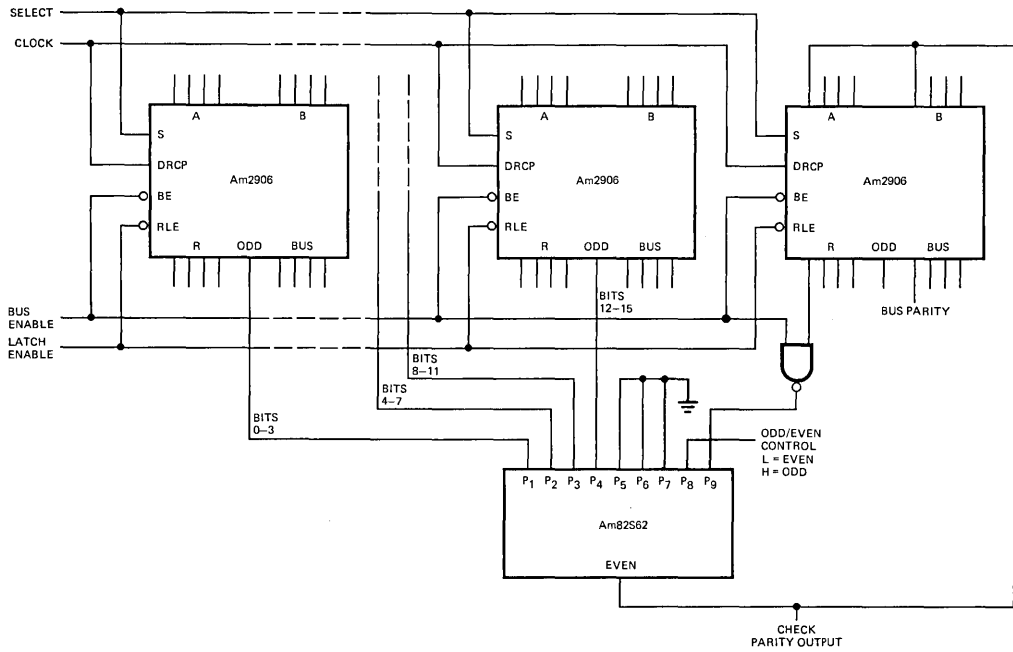 SELECT
CLOCK
A
B
S
DRCP
Am2906
BE
RLE
R
ODD
BUS
A
B
S
DRCP
Am2906
BE
RLE
R
ODD
BUS
A
B
S
DRCP
Am2906
BE
RLE
R
ODD
BUS
BUS
ENABLE
LATCH
ENABLE
BITS
12–15
BUS PARITY
BITS
8–11
BITS
4–7
BITS
0–3
ODD/EVEN
CONTROL
L = EVEN
H = ODD
P1 P2 P3 P4 P5 P6 P7 P8 P9
Am82S62
EVEN
CHECK
PARITY OUTPUT